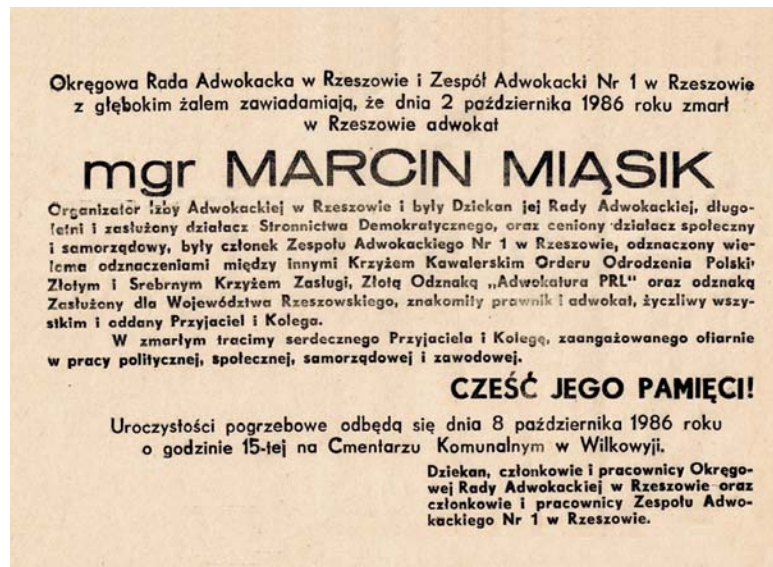 Okręgowa Rada Adwokacka w Rzeszowie i Zespół Adwokacki Nr 1 w Rzeszowie
z głębokim żalem zawiadamiają, że dnia 2 października 1986 roku zmarł
w Rzeszowie adwokat
mgr MARCIN MIĄSIK
Organizator Izby Adwokackiej w Rzeszowie i były Dziekan jej Rady Adwokackiej, długo-
letni i zasłużony działacz Stronnictwa Demokratycznego, oraz ceniony działacz społeczny
i samorządowy, były członek Zespołu Adwokackiego Nr 1 w Rzeszowie, odznaczony wie-
loma odznaczeniami między innymi Krzyżem Kawalerskim Orderu Odrodzenia Polski,
Złotym i Srebrnym Krzyżem Zasługi, Złotą Odznaką „Adwokatura PRL" oraz odznaką
Zasłużony dla Województwa Rzeszowskiego, znakomity prawnik i adwokat, życzliwy wszy-
stkim i oddany Przyjaciel i Kolega.
W zmarłym tracimy serdecznego Przyjaciela i Kolegę, zaangażowanego ofiarnie
w pracy politycznej, społecznej, samorządowej i zawodowej.
CZEŚĆ JEGO PAMIĘCI!
Uroczystości pogrzebowe odbędą się dnia 8 października 1986 roku
o godzinie 15-tej na Cmentarzu Komunalnym w Wilkowyji.
Dziekan, członkowie i pracownicy Okręgo-
wej Rady Adwokackiej w Rzeszowie oraz
członkowie i pracownicy Zespołu Adwo-
kackiego Nr 1 w Rzeszowie.